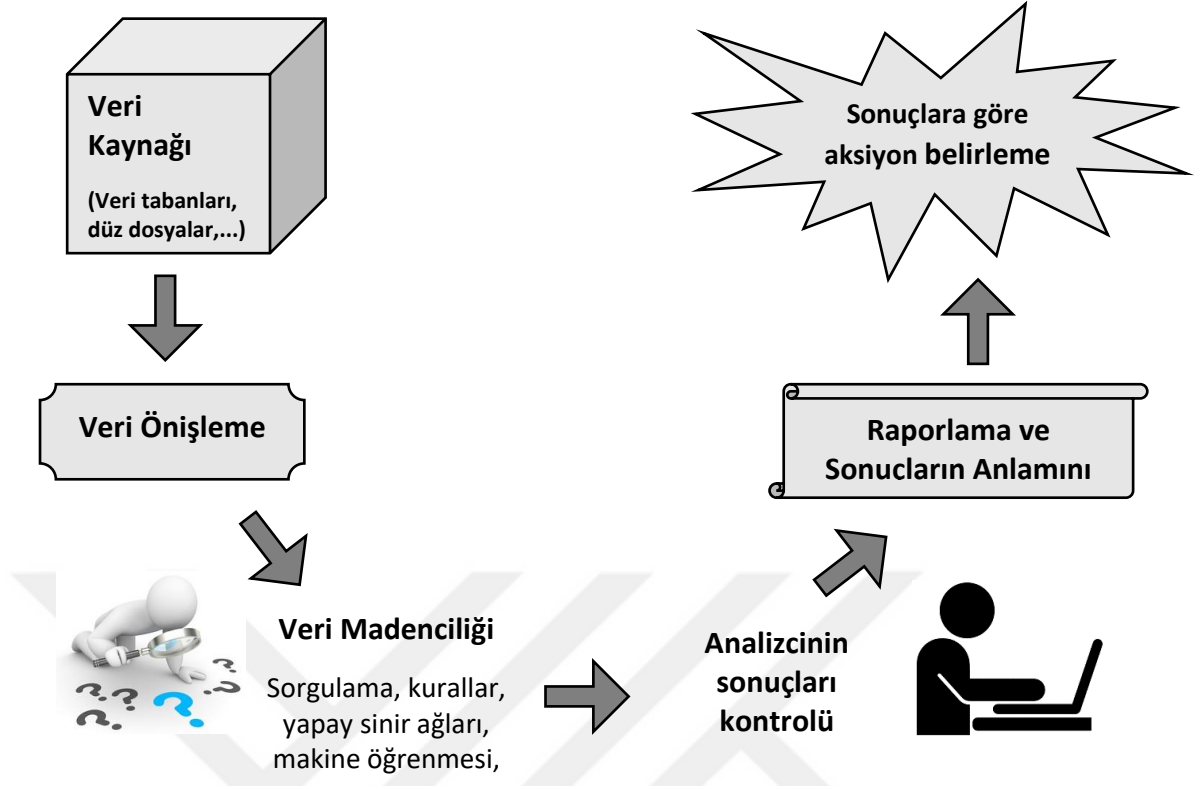 Veri
Kaynağı
(Veri tabanları,
düz dosyalar,...)
Veri Önişleme
Veri Madenciliği
Sorgulama, kurallar,
yapay sinir ağları,
makine öğrenmesi,
Analizcinin
sonuçları
kontrolü
Raporlama ve
Sonucların Anlamını
Sonuçlara göre
aksiyon belirleme